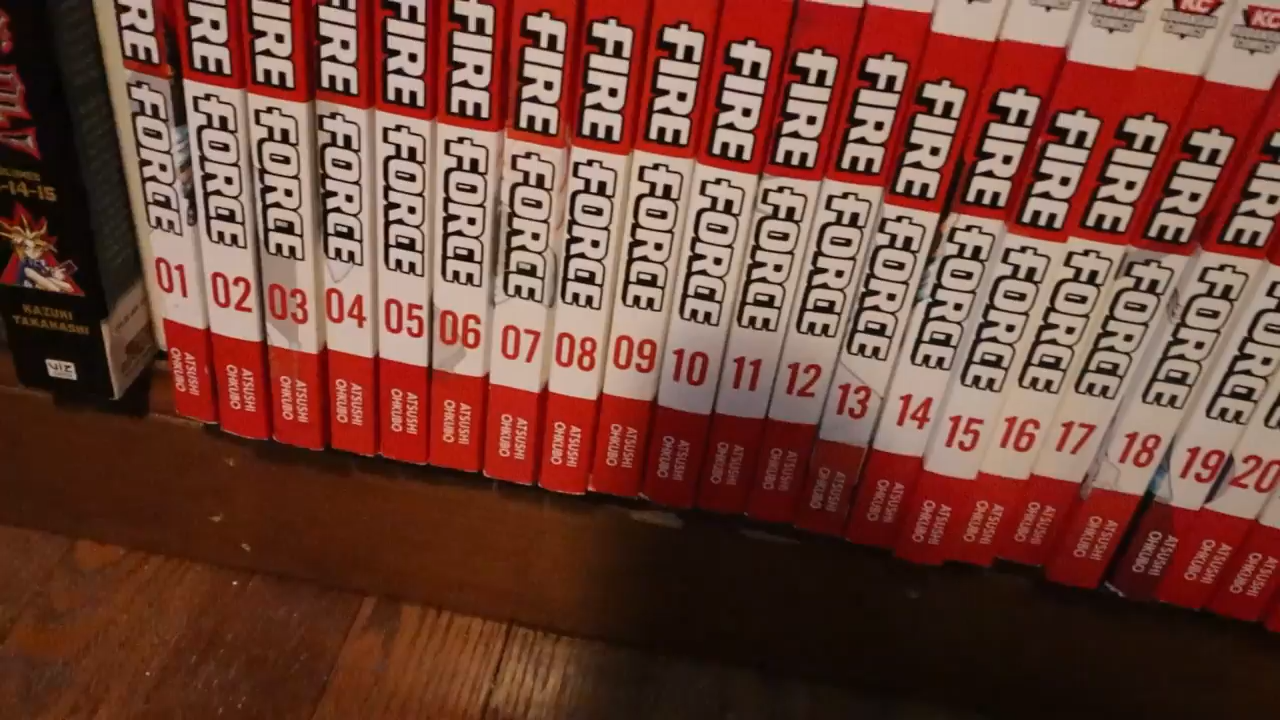 14-15
KAZUKI
TAKAHASHI
VIZ
FIRE FORCE 01 ATSUSHI OHKUBO
FIRE FORCE 02 ATSUSHI OHKUBO
FIRE FORCE 03 ATSUSHI OHKUBO
FIRE FORCE 04 ATSUSHI OHKUBO
FIRE FORCE 05 ATSUSHI OHKUBO
FIRE FORCE 06 ATSUSHI OHKUBO
FIRE FORCE 07 ATSUSHI OHKUBO
FIRE FORCE 08 ATSUSHI OHKUBO
FIRE FORCE 09 ATSUSHI OHKUBO
FIRE FORCE 10 ATSUSHI OHKUBO
FIRE FORCE 11 ATSUSHI OHKUBO
FIRE FORCE 12 ATSUSHI OHKUBO
FIRE FORCE 13 ATSUSHI OHKUBO
FIRE FORCE 14 ATSUSHI OHKUBO
KC FIRE FORCE 15 ATSUSHI OHKUBO
KC FIRE FORCE 16 ATSUSHI OHKUBO
KC FIRE FORCE 17 ATSUSHI OHKUBO
FIRE FORCE 18 ATSUSHI OHKUBO
FIRE FORCE 19 ATSUSHI OHKUBO
FIRE FORCE 20 ATSUSHI OHKUBO